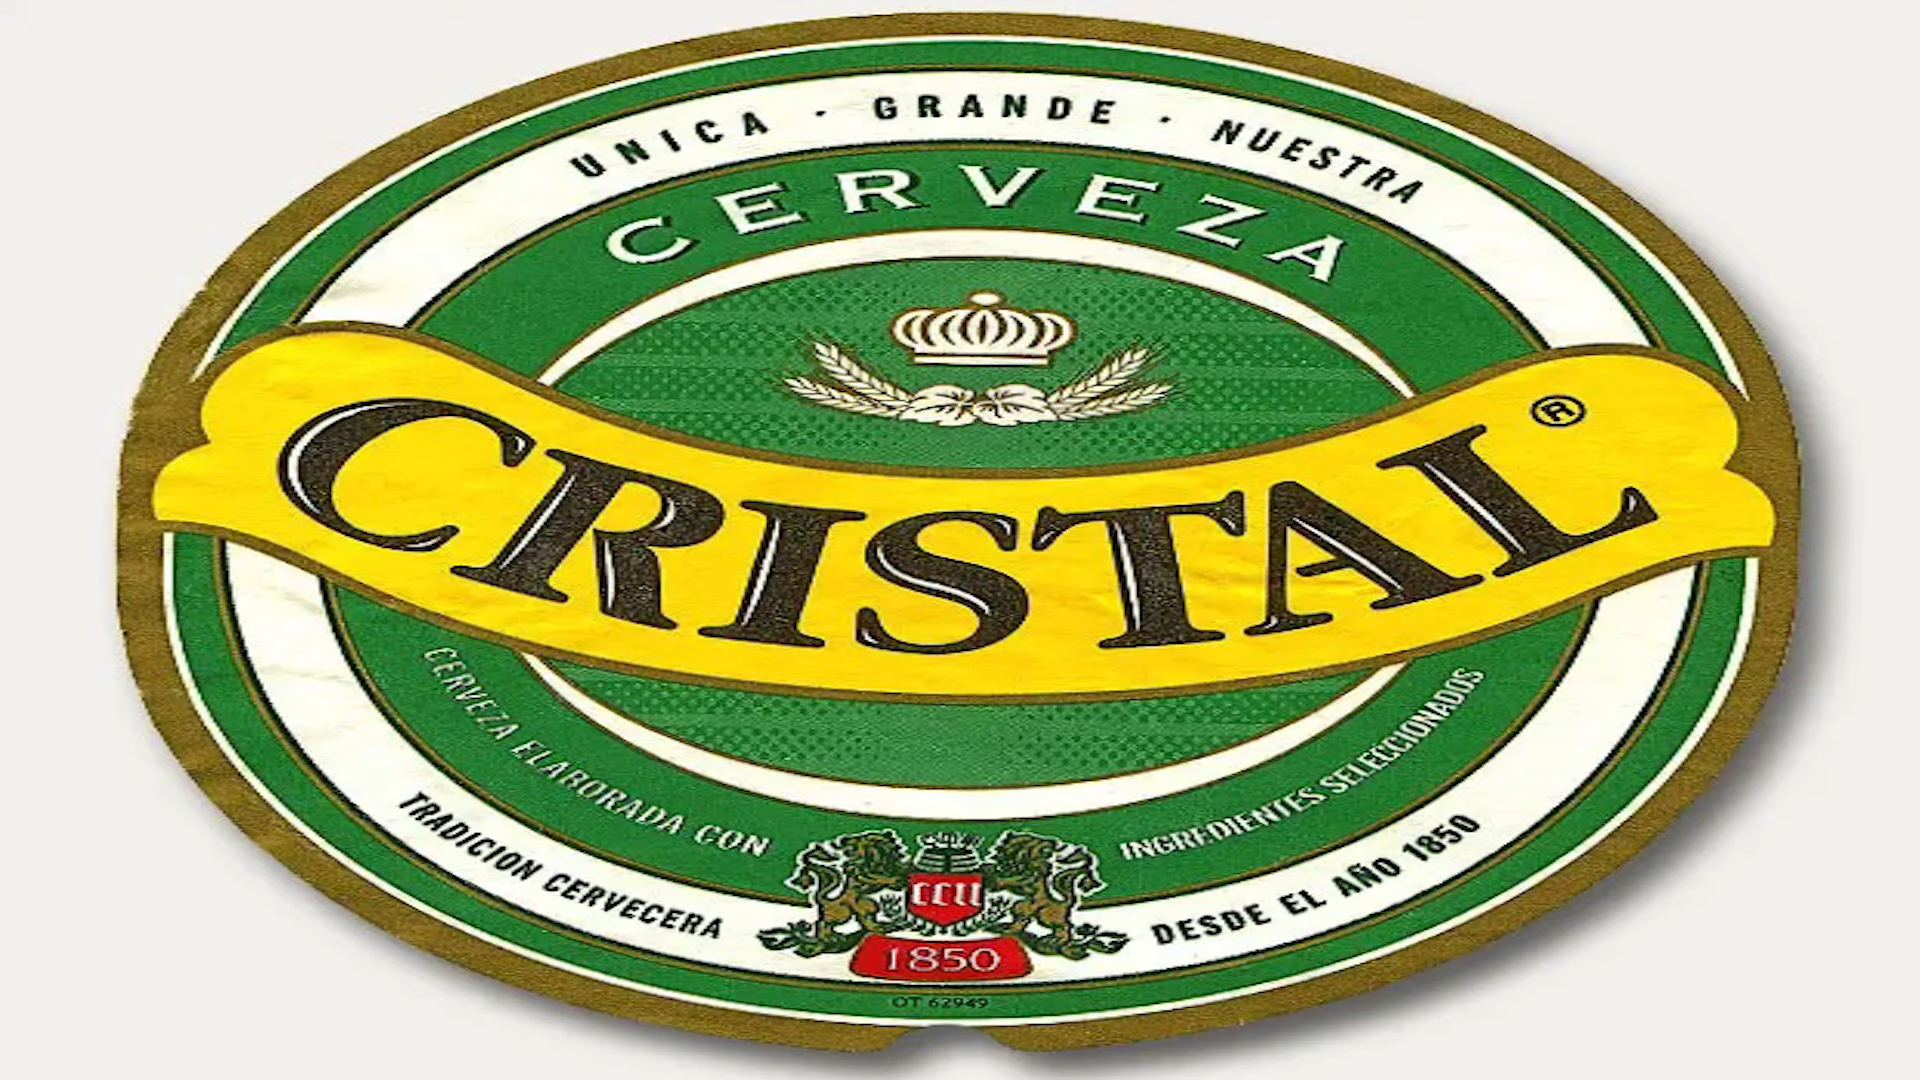 UNICA · GRANDE · NUESTRA
CERVEZA
CRISTAL®
CERVEZA ELABORADA CON INGREDIENTES SELECCIONADOS
TRADICION CERVECERA DESDE EL AÑO 1850
CCU
1850
OT 62949